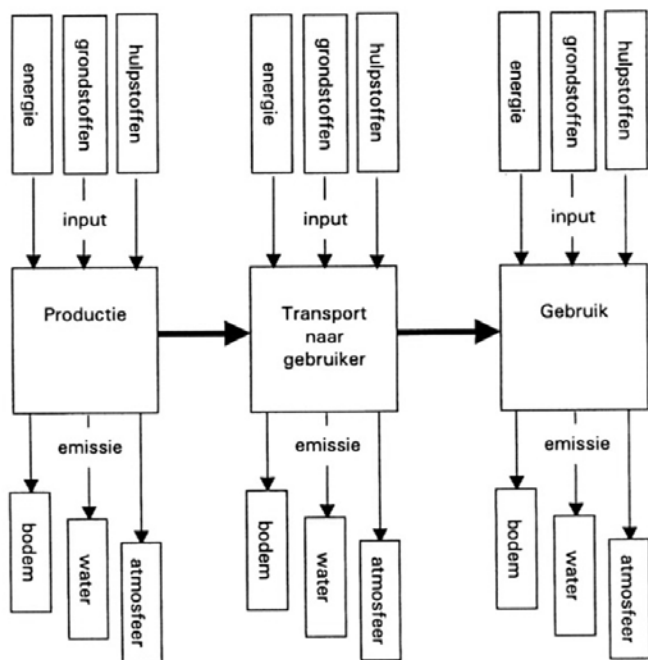 energie
grondstoffen
hulpstoffen
energie
grondstoffen
hulpstoffen
energie
grondstoffen
hulpstoffen
input
input
input
Productie
Transport
naar
gebruiker
Gebruik
emissie
emissie
emissie
bodem
water
atmosfeer
bodem
water
atmosfeer
bodem
water
atmosfeer